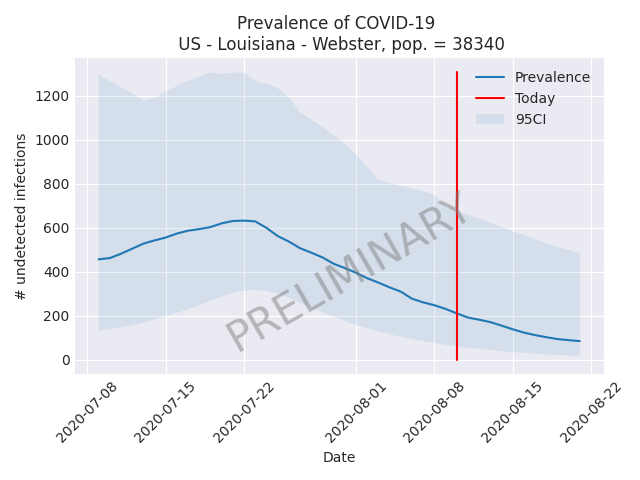 Prevalence of COVID-19
US - Louisiana - Webster, pop. = 38340
# undetected infections
1200
1000
800
600
400
200
0
Prevalence
Today
95CI
PRELIMINARY
2020-07-08
2020-07-15
2020-07-22
2020-08-01
2020-08-08
2020-08-15
2020-08-22
Date